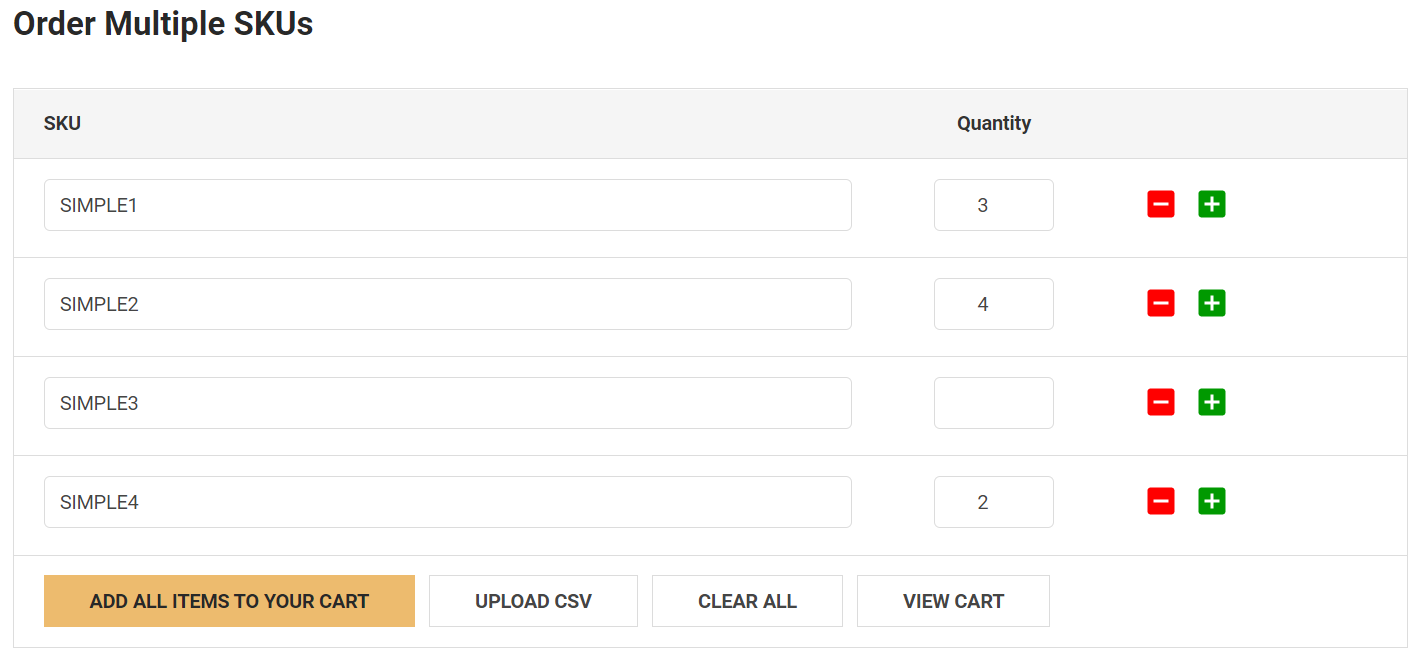 Order Multiple SKUs
SKU Quantity
SIMPLE1 3
SIMPLE2 4
SIMPLE3
SIMPLE4 2
ADD ALL ITEMS TO YOUR CART UPLOAD CSV CLEAR ALL VIEW CART